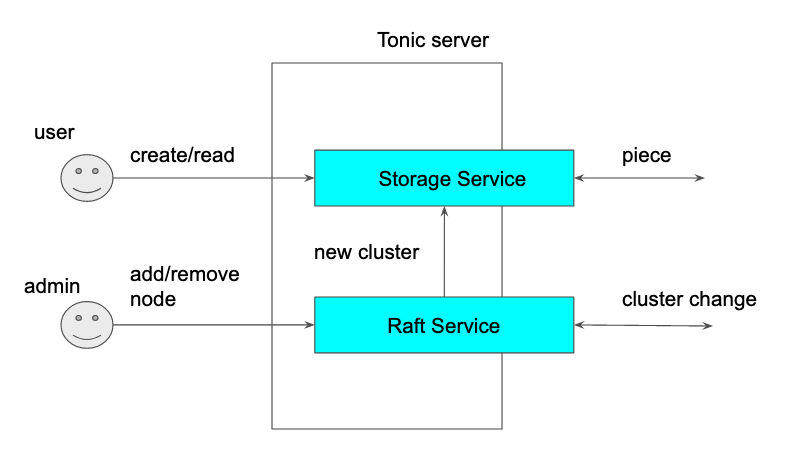 Tonic server
user
create/read
Storage Service
piece
new cluster
admin
add/remove
node
Raft Service
cluster change